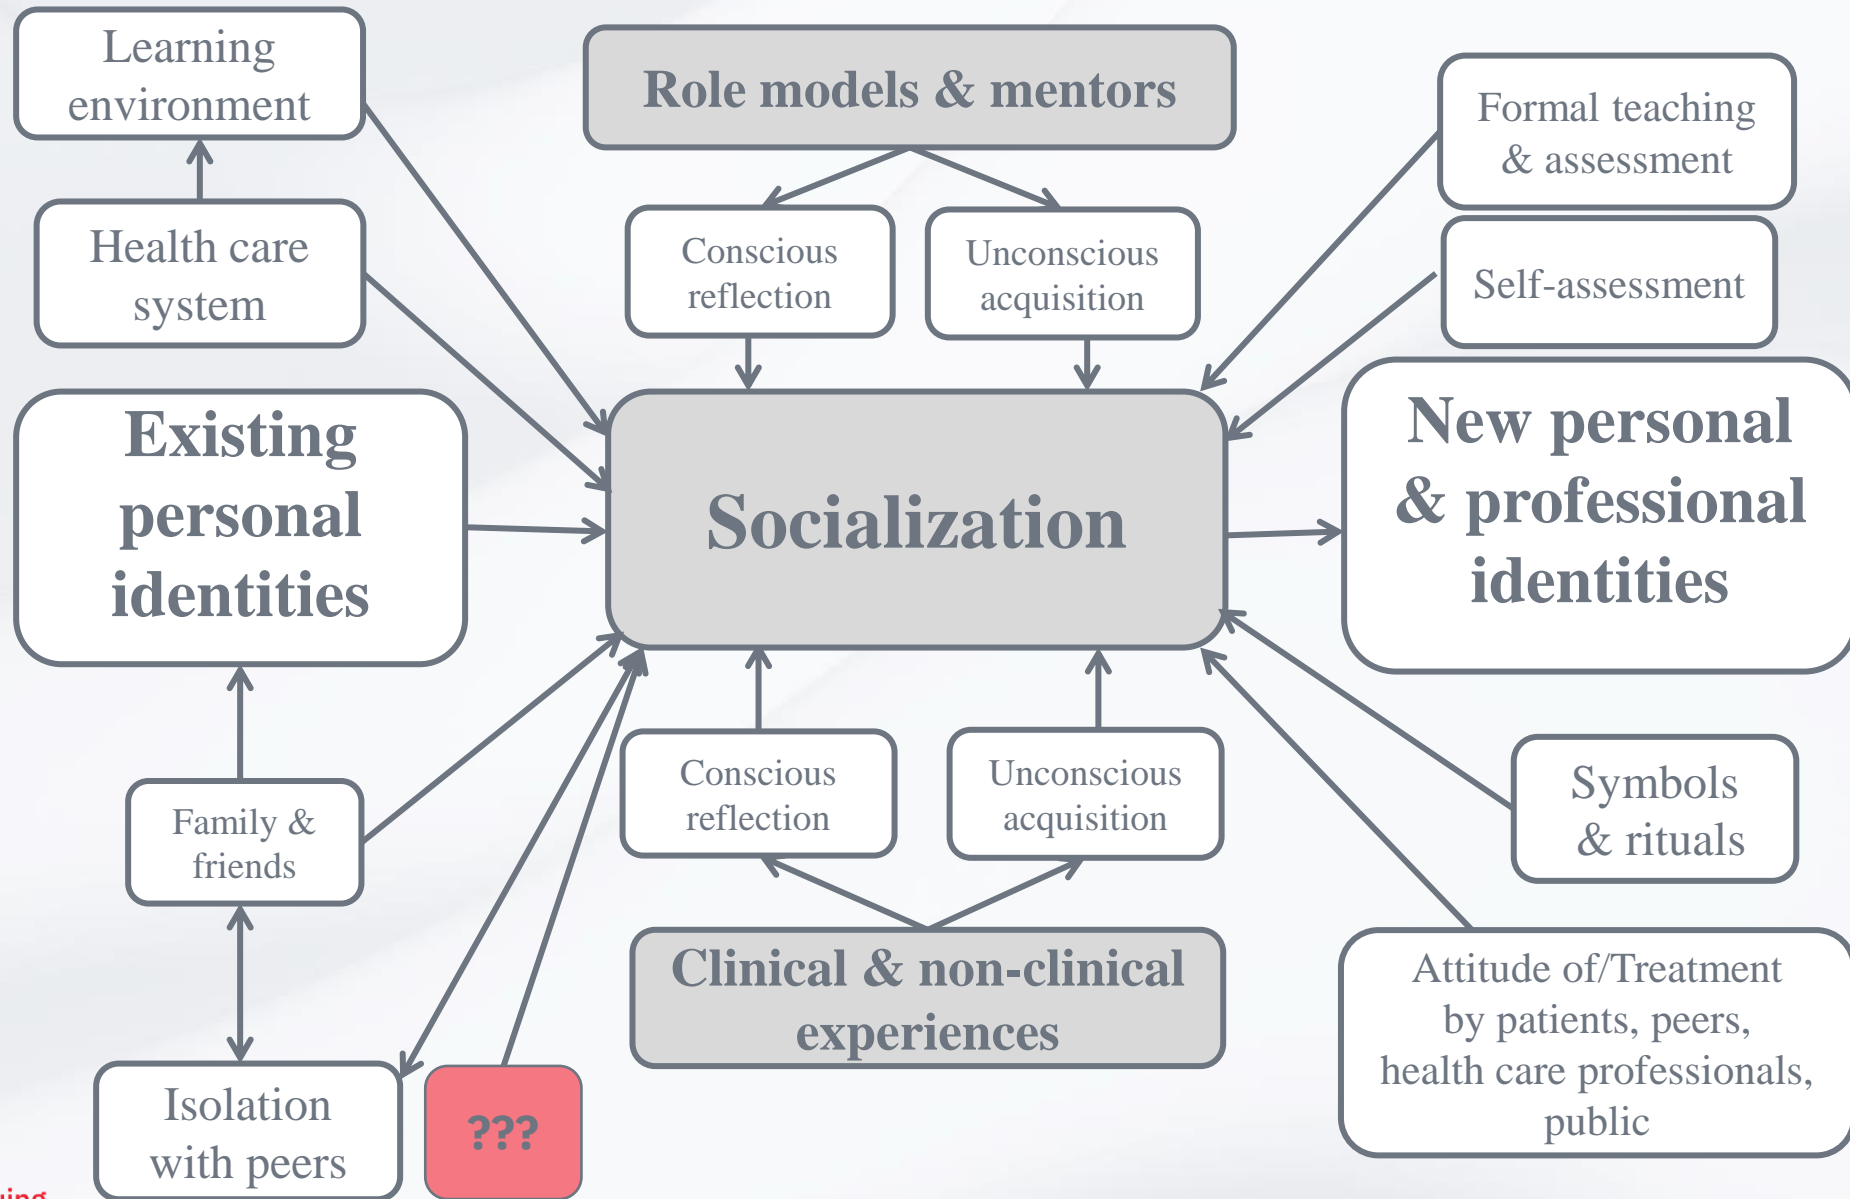 Learning
environment
Role models & mentors
Formal teaching
& assessment
Health care
system
Conscious
reflection
Unconscious
acquisition
Self-assessment
Existing
personal
identities
Socialization
New personal
& professional
identities
Family &
friends
Conscious
reflection
Unconscious
acquisition
Symbols
& rituals
Clinical & non-clinical
experiences
Attitude of/Treatment
by patients, peers,
health care professionals,
public
Isolation
with peers
???